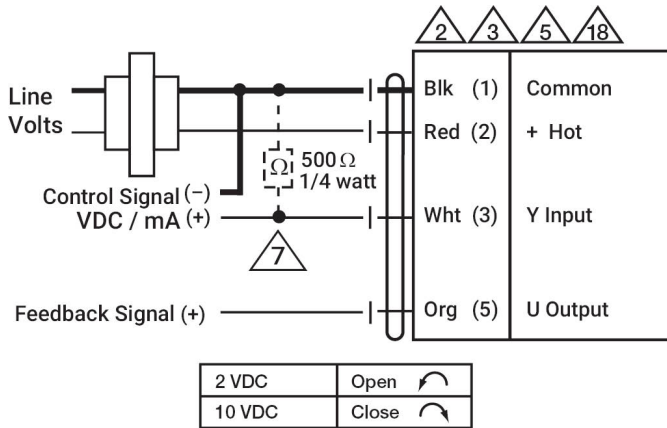 2 3 5 18
Line
Volts
Blk (1) Common
Red (2) + Hot
Ω 500 Ω
1/4 watt
Control Signal (−)
VDC / mA (+)
Wht (3) Y Input
7
Feedback Signal (+)
Org (5) U Output
2 VDC Open
10 VDC Close